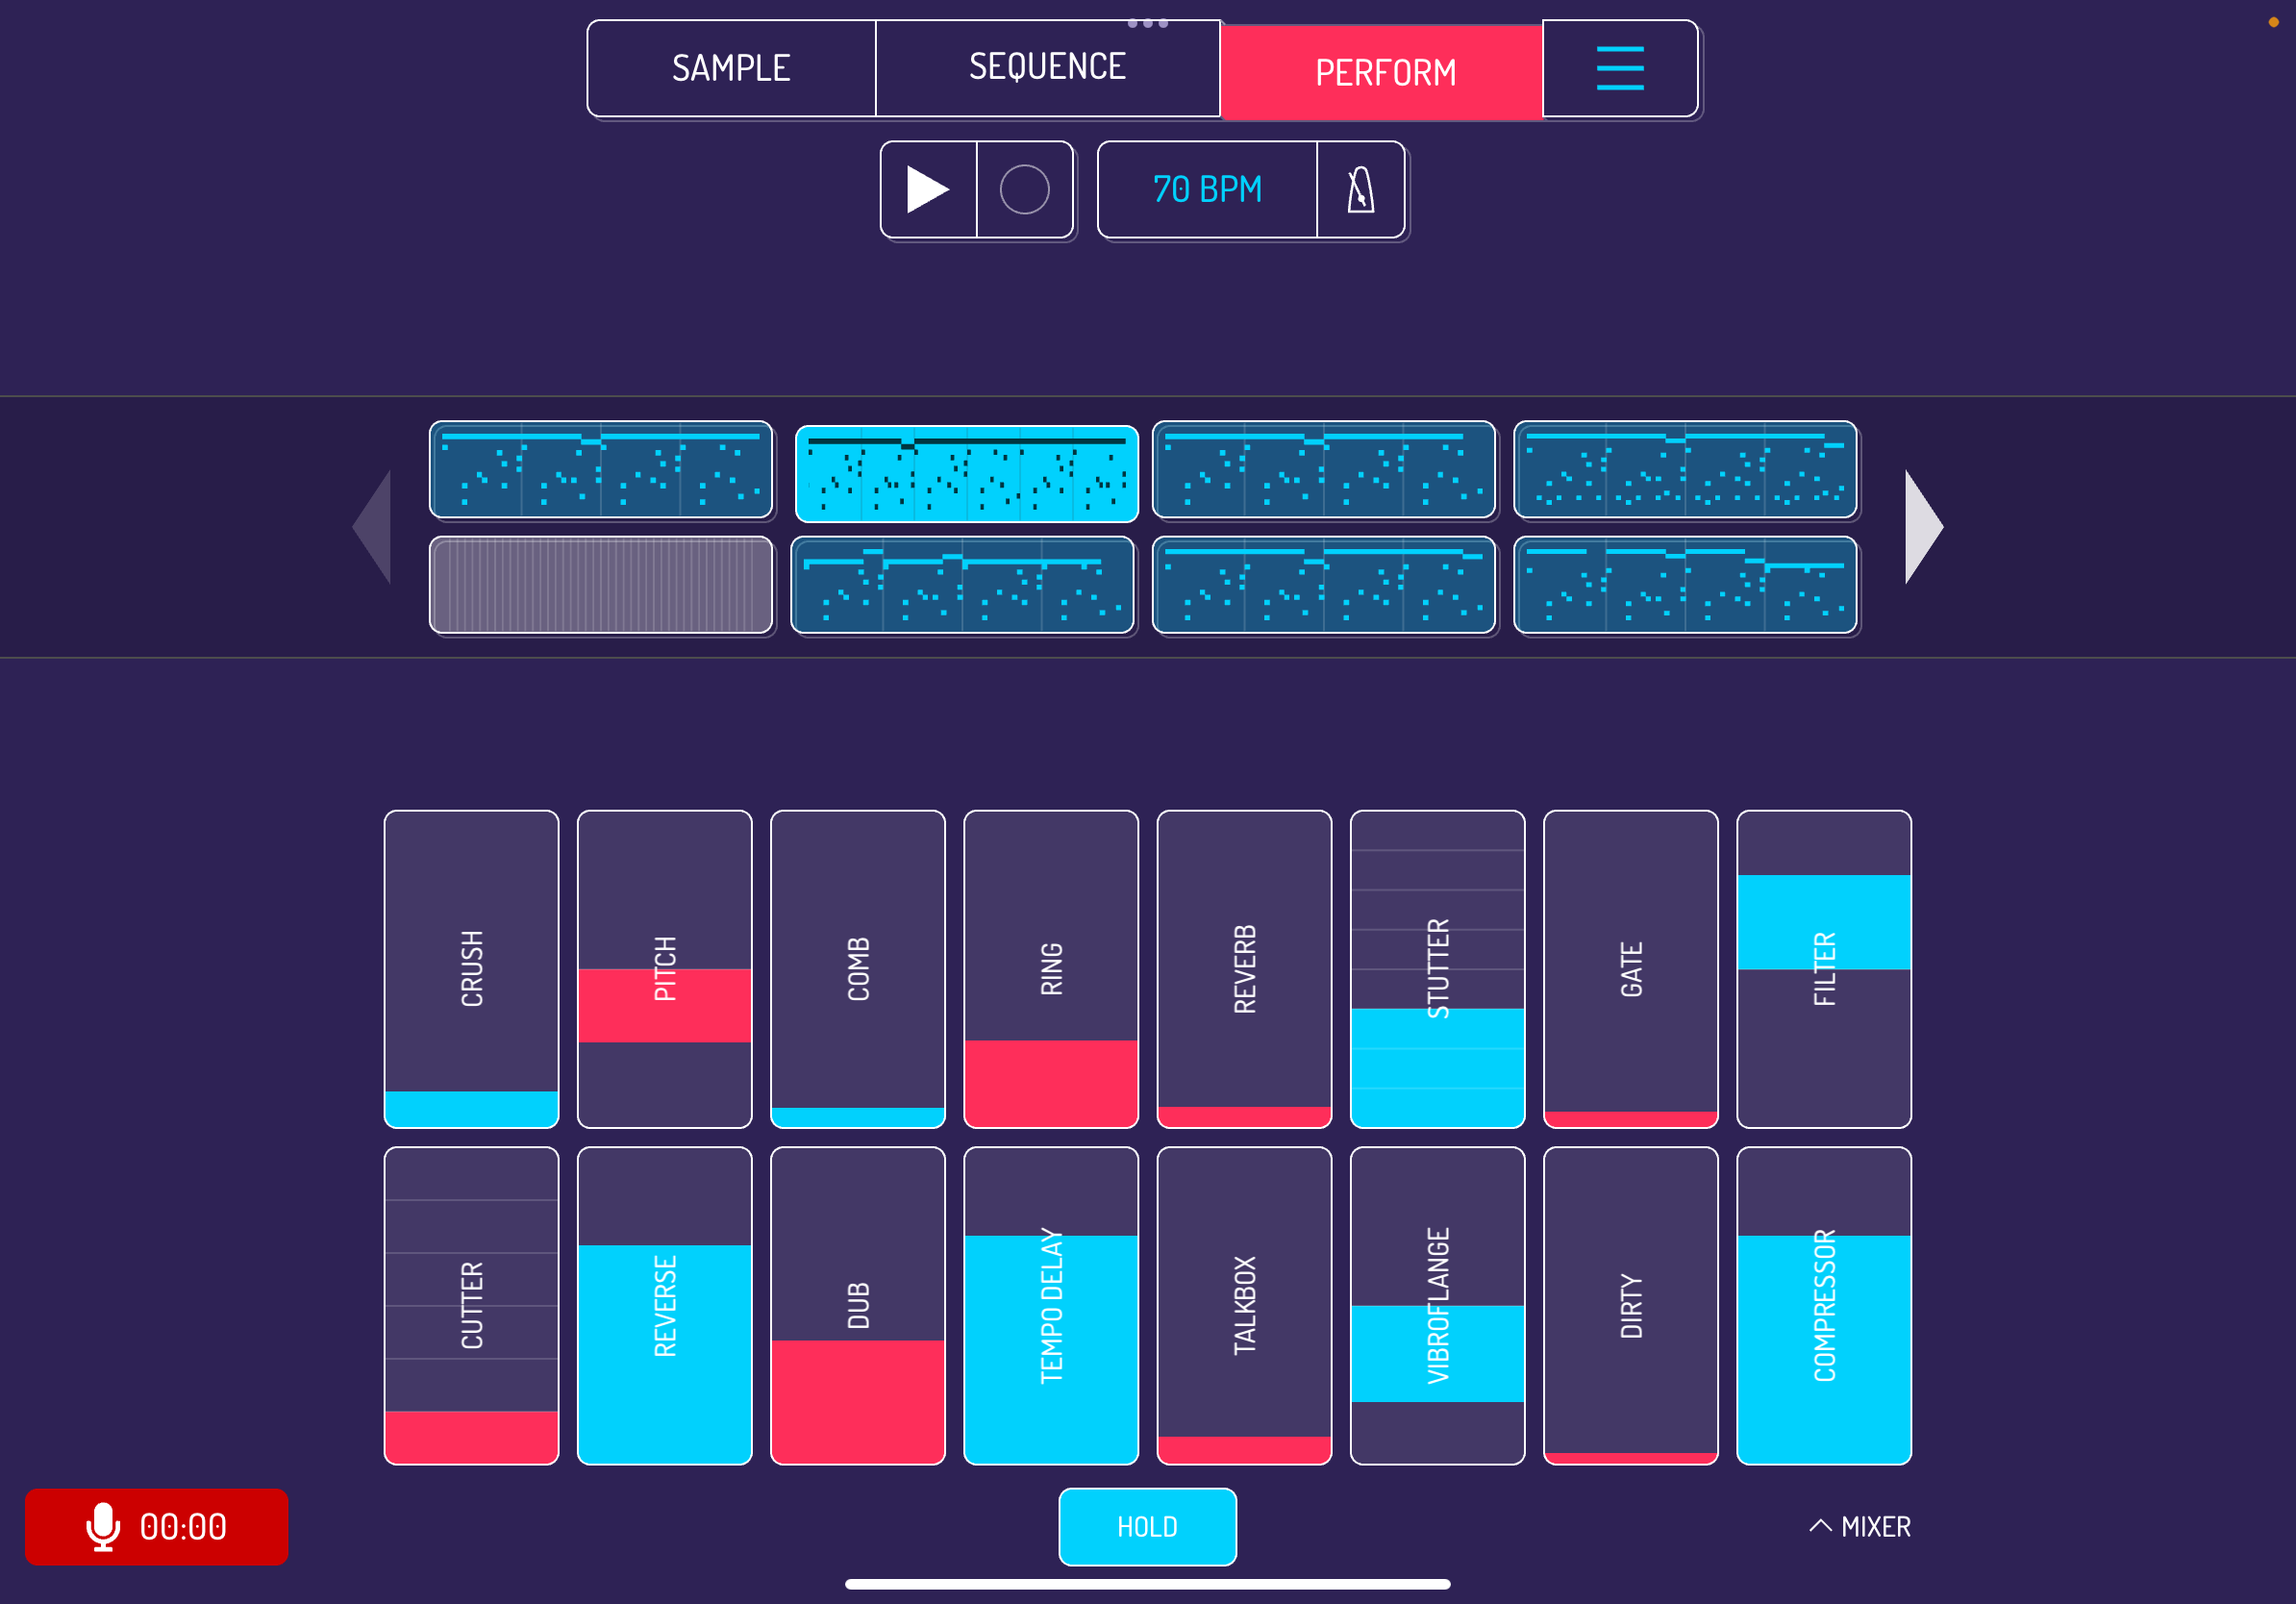 SAMPLE
SEQUENCE
PERFORM
70 BPM
CRUSH
PITCH
COMB
RING
REVERB
STUTTER
GATE
FILTER
CUTTER
REVERSE
DUB
TEMPO DELAY
TALKBOX
VIBROFLANGE
DIRTY
COMPRESSOR
00:00
HOLD
MIXER